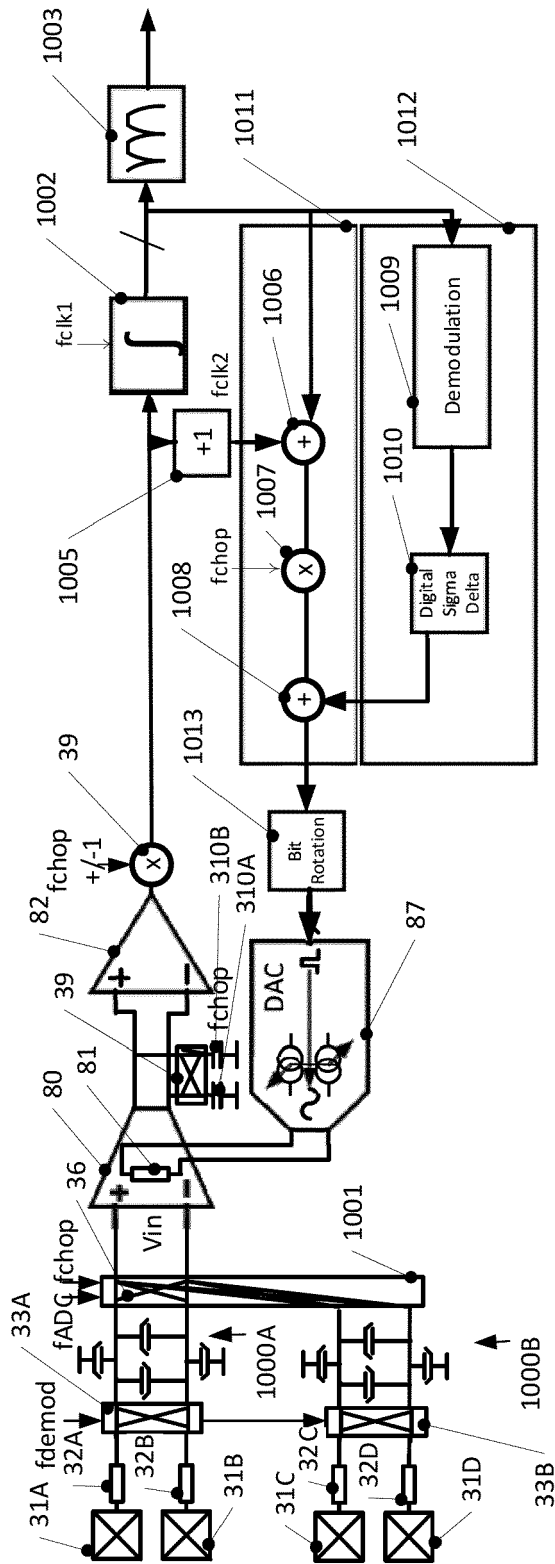 31A
31B
31C
31D
32A
32B
32C
32D
fdemod
33A
33B
fADC
fchop
36
1000A
1000B
1001
Vin
80
81
39
fchop
310B
310A
82
fchop
+/-1
39
x
+
−
+
−
DAC
87
Bit
Rotation
1013
1008
+
fchop
1007
x
1006
+
1005
+1
fclk2
fclk1
1002
∫
1003
1011
1012
1010
Digital
Sigma
Delta
1009
Demodulation